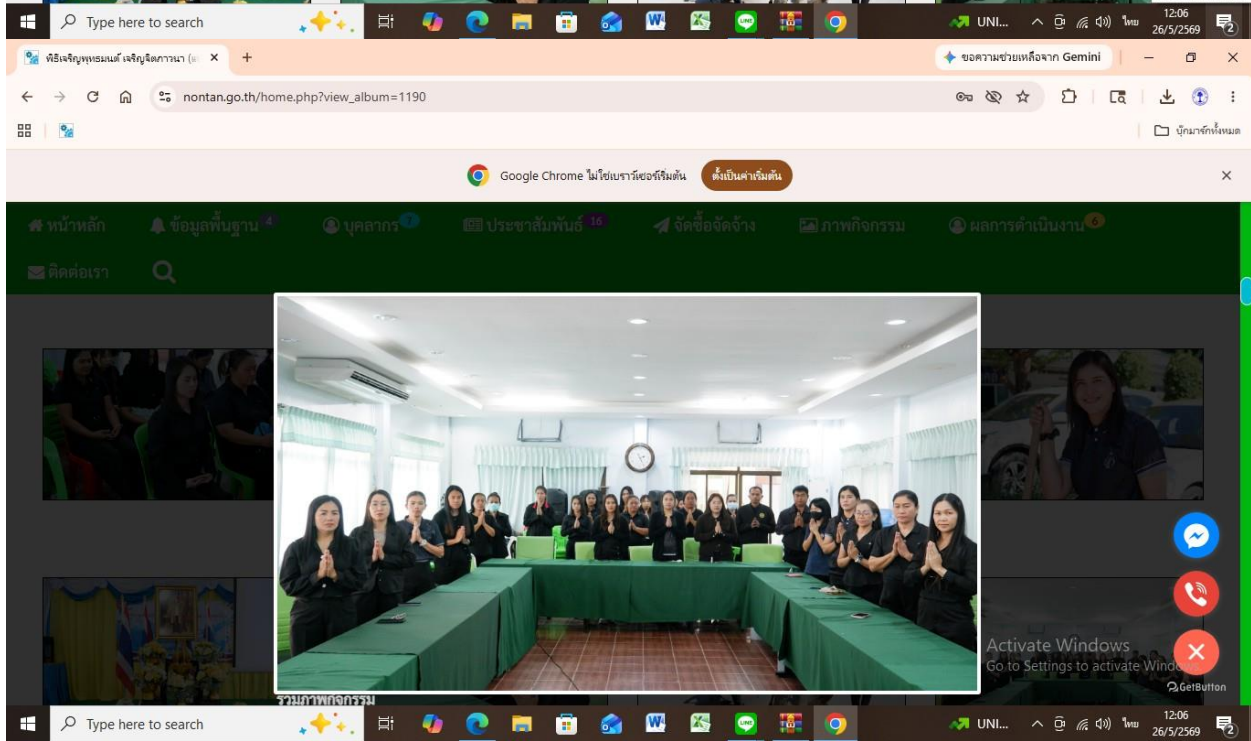 Type here to search
UNI...
ไทย
12:06
26/5/2569
2
พิธีเจริญพุทธมนต์ เจริญจิตภาวนา
ขอความช่วยเหลือจาก Gemini
nontan.go.th/home.php?view_album=1190
บุ๊กมาร์กทั้งหมด
Google Chrome ไม่ใช่เบราว์เซอร์เริ่มต้น
ตั้งเป็นค่าเริ่มต้น
หน้าหลัก
ข้อมูลพื้นฐาน 4
บุคลากร 7
ประชาสัมพันธ์ 16
จัดซื้อจัดจ้าง
ภาพกิจกรรม
ผลการดำเนินงาน 6
ติดต่อเรา
Activate Windows
Go to Settings to activate Windows
GetButton
รวมภาพกิจกรรม
Type here to search
UNI...
ไทย
12:06
26/5/2569
2